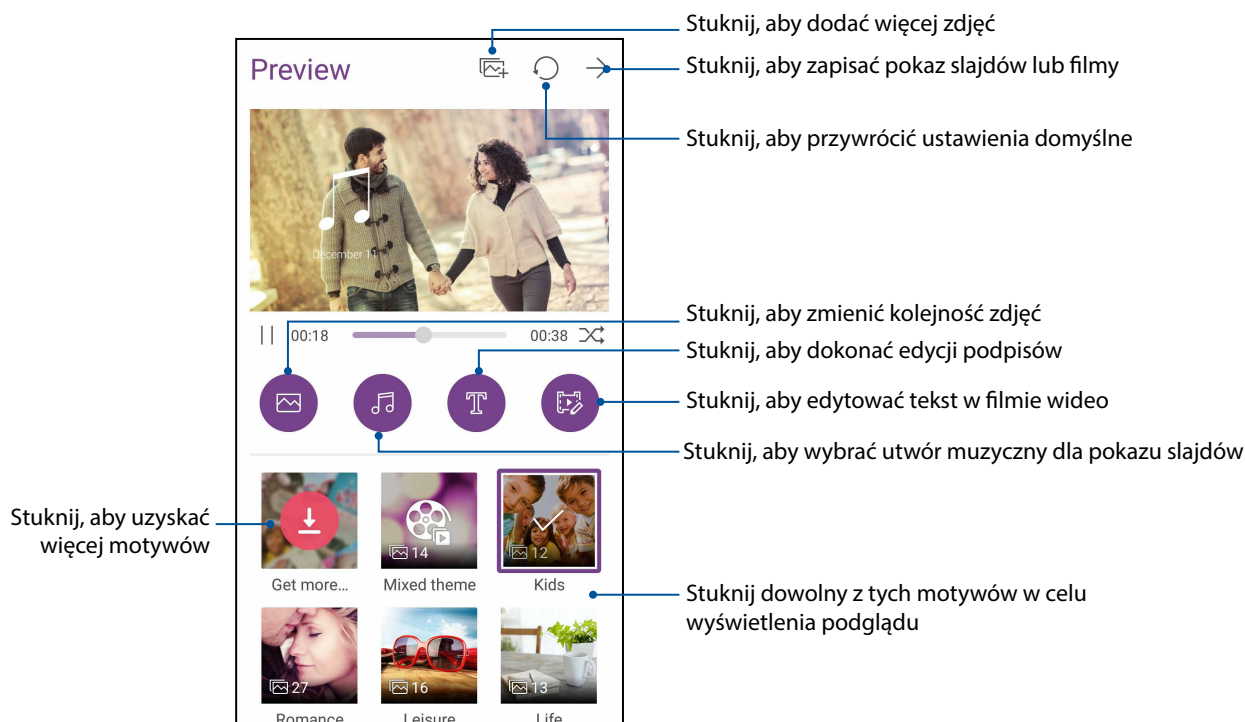 Stuknij, aby dodać więcej zdjęć
Preview
Stuknij, aby zapisać pokaz slajdów lub filmy
Stuknij, aby przywrócić ustawienia domyślne
December 11
Stuknij, aby zmienić kolejność zdjęć
00:18
00:38
Stuknij, aby dokonać edycji podpisów
T
Stuknij, aby edytować tekst w filmie wideo
Stuknij, aby wybrać utwór muzyczny dla pokazu slajdów
Stuknij, aby uzyskać
więcej motywów
14
12
Get more...
Mixed theme
Kids
Stuknij dowolny z tych motywów w celu
wyświetlenia podglądu
27
16
13
Romance
Leisure
Life